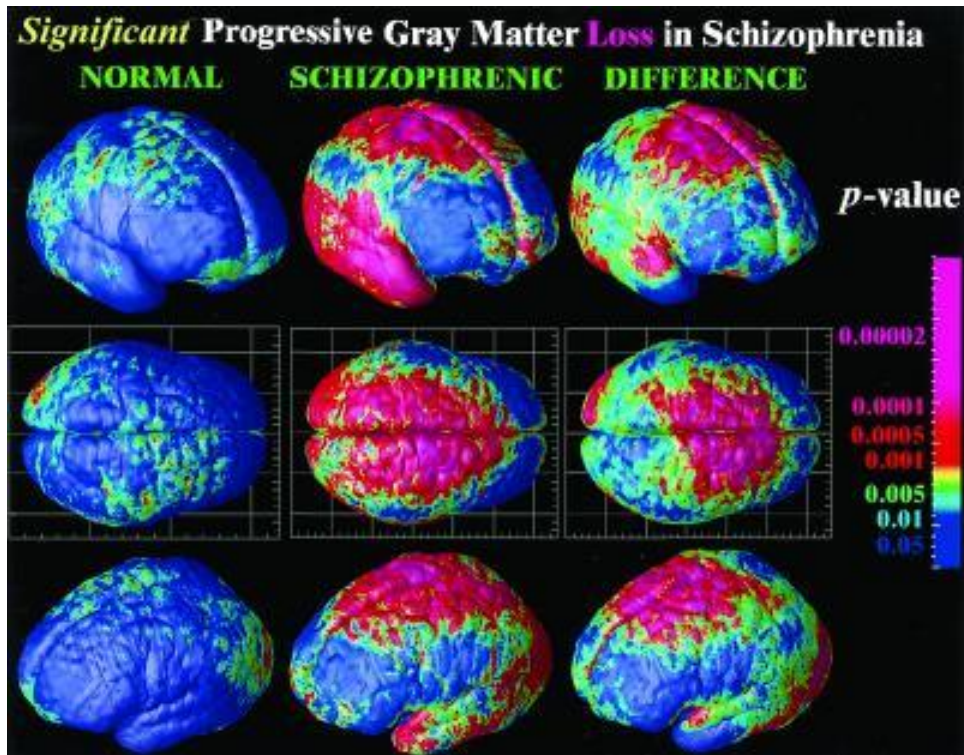 Significant Progressive Gray Matter Loss in Schizophrenia
NORMAL SCHIZOPHRENIC DIFFERENCE
p-value
0.00002
0.0001
0.0005
0.001
0.005
0.01
0.05